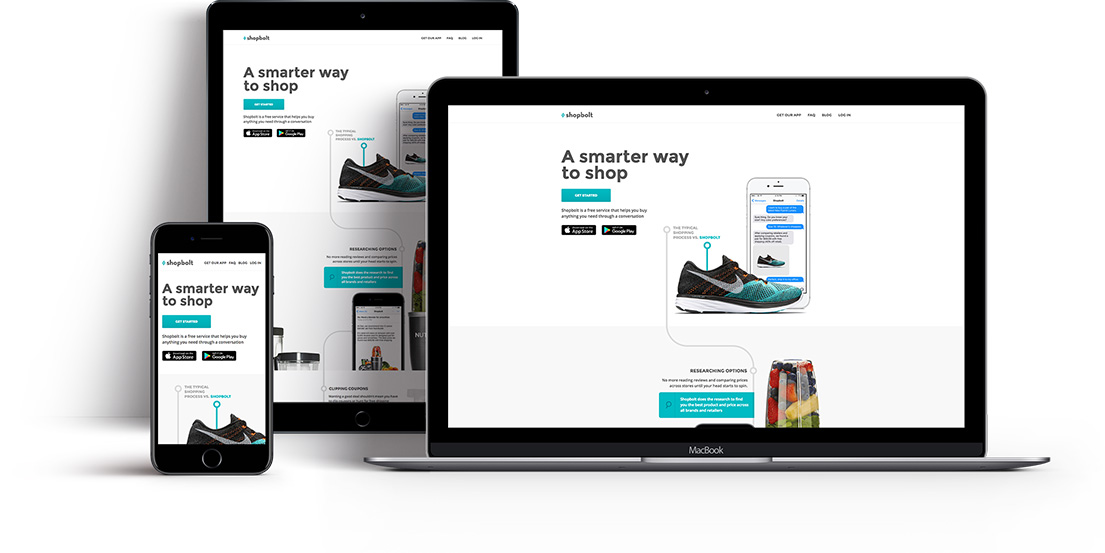 shopbolt
GET OUR APP FAQ BLOG LOG IN
A smarter way
to shop
GET STARTED
Shopbolt is a free service that helps you buy
anything you need through a conversation
App Store
Google Play
THE TYPICAL
SHOPPING
PROCESS VS. SHOPBOLT
RESEARCHING OPTIONS
No more reading reviews and comparing prices
across stores until your head starts to spin.
Shopbolt does the research to find
you the best product and price across
all brands and retailers
CLIPPING COUPONS
shopbolt
GET OUR APP FAQ BLOG LOG IN
A smarter way
to shop
GET STARTED
Shopbolt is a free service that helps you buy
anything you need through a conversation
App Store
Google Play
THE TYPICAL
SHOPPING
PROCESS VS. SHOPBOLT
RESEARCHING OPTIONS
No more reading reviews and comparing prices
across stores until your head starts to spin.
Shopbolt does the research to find
you the best product and price across
all brands and retailers
MacBook
shopbolt
GET OUR APP FAQ BLOG LOG IN
A smarter way
to shop
GET STARTED
Shopbolt is a free service that helps you buy
anything you need through a conversation
App Store
Google Play
THE TYPICAL
SHOPPING
PROCESS VS. SHOPBOLT